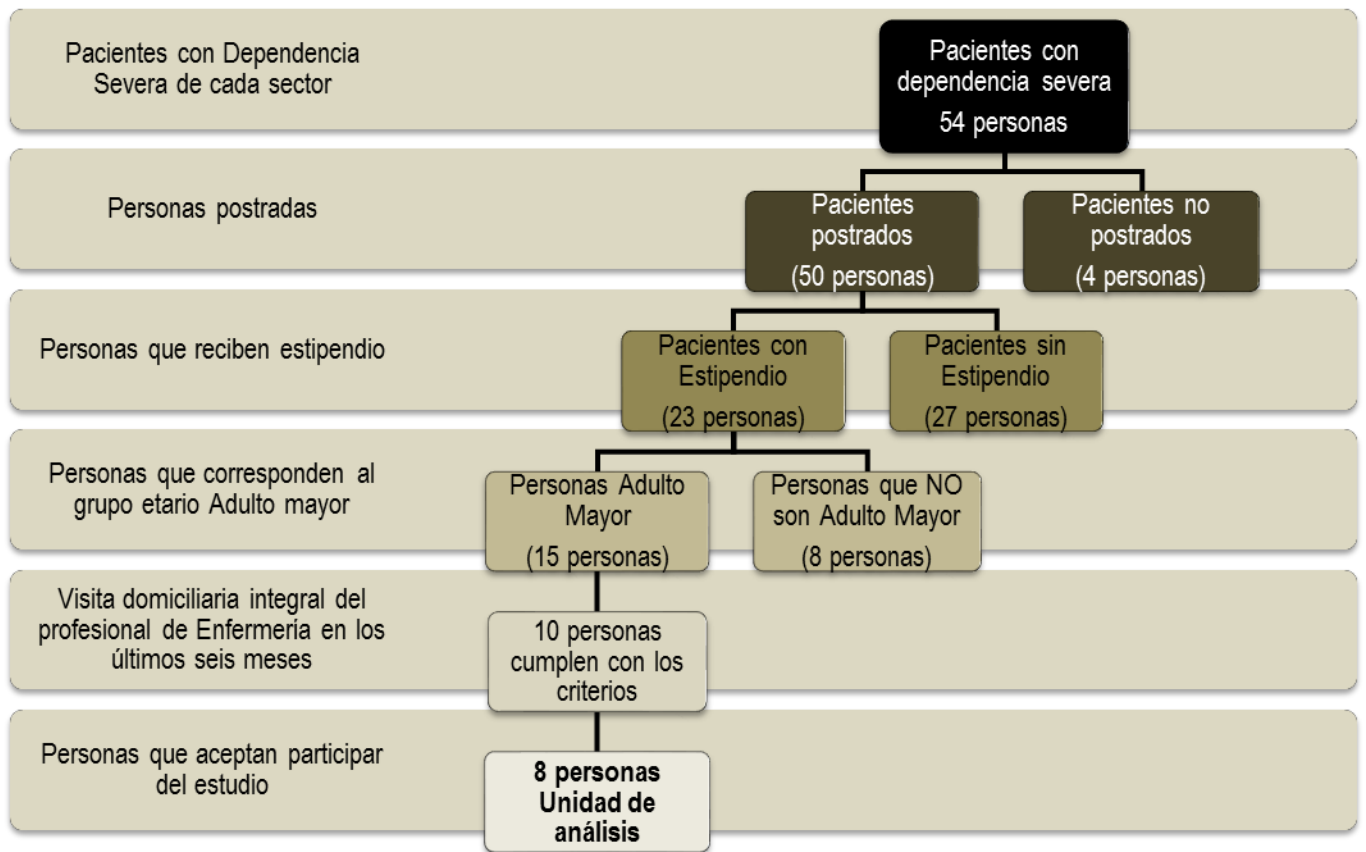 Pacientes con Dependencia
Severa de cada sector
Pacientes con
dependencia severa
54 personas
Personas postradas
Pacientes
postrados
(50 personas)
Pacientes no
postrados
(4 personas)
Personas que reciben estipendio
Pacientes con
Estipendio
(23 personas)
Pacientes sin
Estipendio
(27 personas)
Personas que corresponden al
grupo etario Adulto mayor
Personas Adulto
Mayor
(15 personas)
Personas que NO
son Adulto Mayor
(8 personas)
Visita domiciliaria integral del
profesional de Enfermería en los
últimos seis meses
10 personas
cumplen con los
criterios
Personas que aceptan participar
del estudio
8 personas
Unidad de
análisis